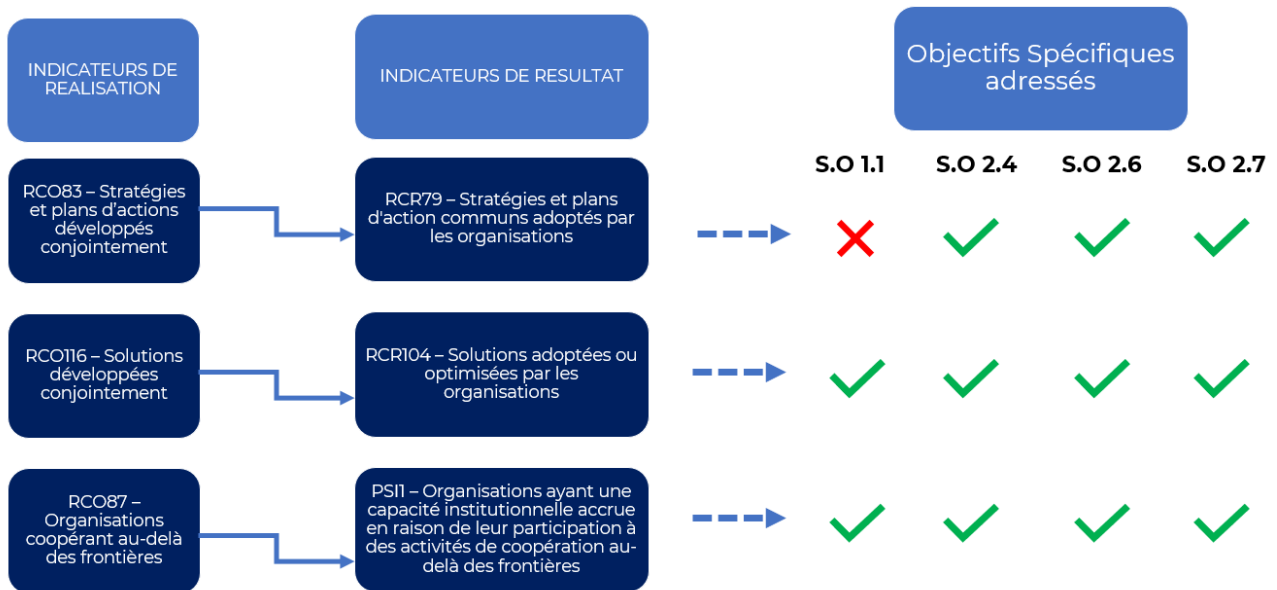 INDICATEURS DE
REALISATION
INDICATEURS DE RESULTAT
Objectifs Spécifiques
adressés
S.O 1.1
S.O 2.4
S.O 2.6
S.O 2.7
RCO83 – Stratégies
et plans d’actions
développés
conjointement
RCR79 – Stratégies et plans
d'action communs adoptés par
les organisations
RCO116 – Solutions
développées
conjointement
RCR104 – Solutions adoptées ou
optimisées par les
organisations
RCO87 –
Organisations
coopérant au-delà
des frontières
PSI1 – Organisations ayant une
capacité institutionnelle accrue
en raison de leur participation à
des activités de coopération au-
delà des frontières